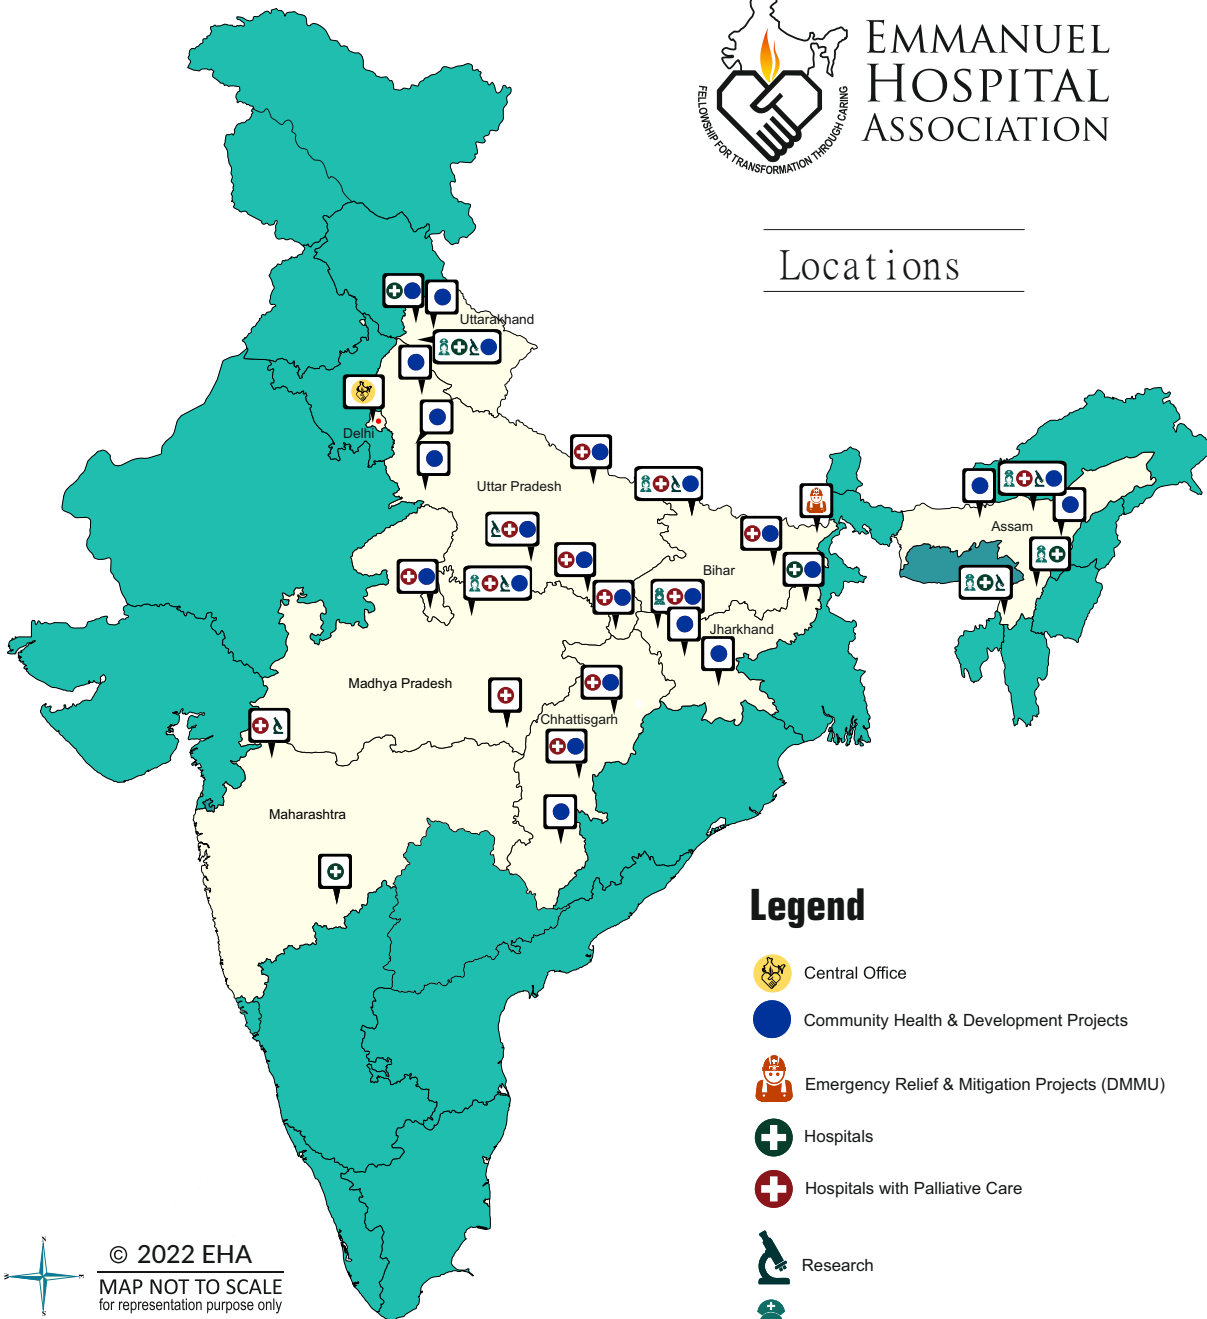 EMMANUEL
HOSPITAL
ASSOCIATION
FELLOWSHIP FOR TRANSFORMATION THROUGH CARING
Locations
Uttarakhand
Delhi
Uttar Pradesh
Assam
Bihar
Jharkhand
Madhya Pradesh
Chhattisgarh
Maharashtra
Legend
Central Office
Community Health & Development Projects
Emergency Relief & Mitigation Projects (DMMU)
Hospitals
Hospitals with Palliative Care
Research
N
W
E
S
© 2022 EHA
MAP NOT TO SCALE
for representation purpose only